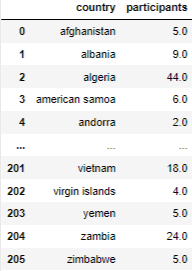 country participants
0 afghanistan 5.0
1 albania 9.0
2 algeria 44.0
3 american samoa 6.0
4 andorra 2.0
... ... ...
201 vietnam 18.0
202 virgin islands 4.0
203 yemen 5.0
204 zambia 24.0
205 zimbabwe 5.0